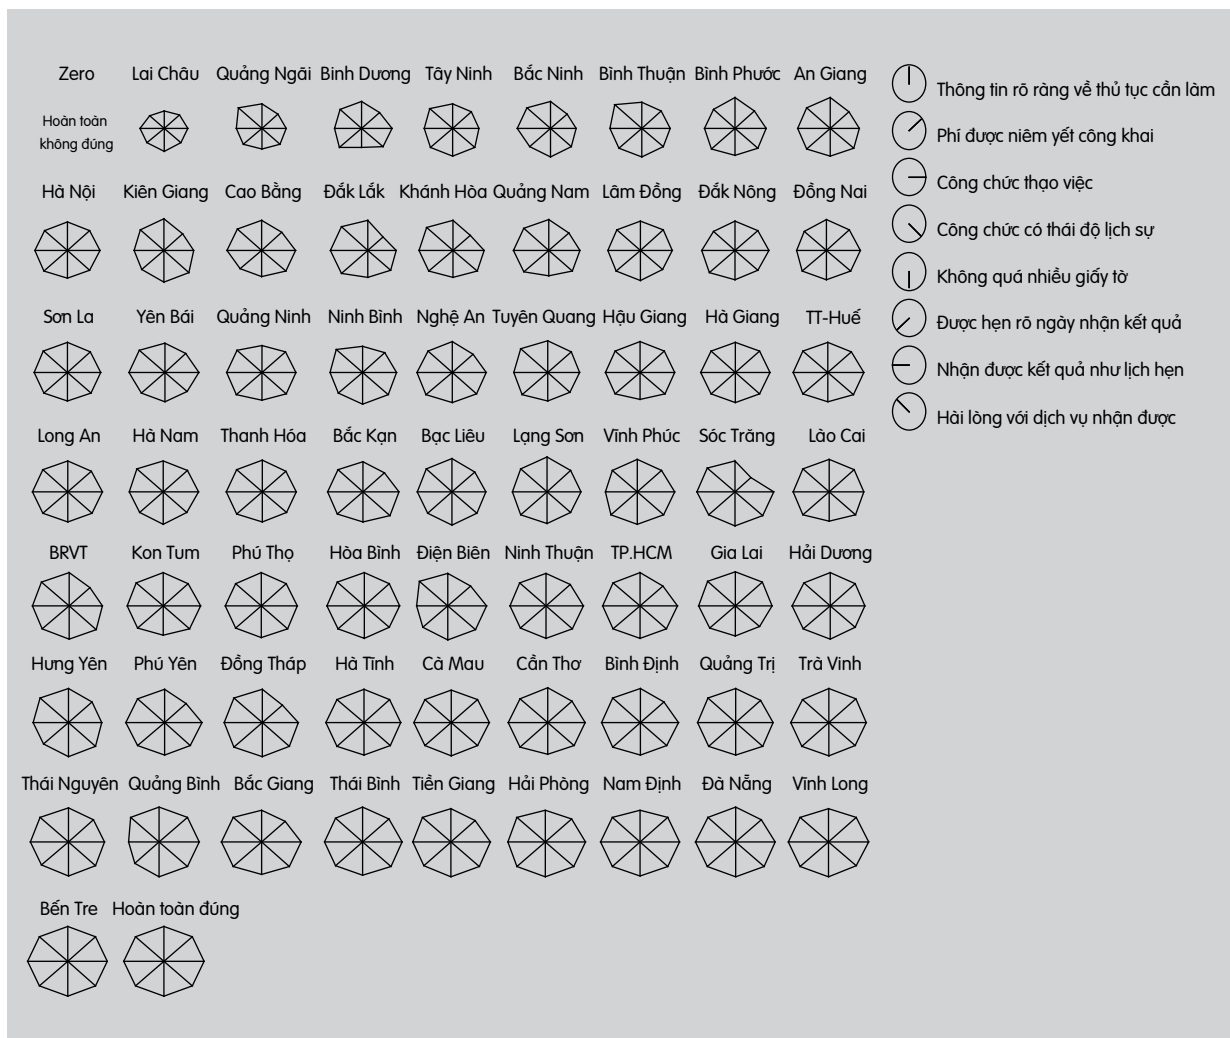 Zero Lai Châu Quảng Ngãi Bình Dương Tây Ninh Bắc Ninh Bình Thuận Bình Phước An Giang
Hoàn toàn
không đúng
Hà Nội Kiên Giang Cao Bằng Đắk Lắk Khánh Hòa Quảng Nam Lâm Đồng Đắk Nông Đồng Nai
Sơn La Yên Bái Quảng Ninh Ninh Bình Nghệ An Tuyên Quang Hậu Giang Hà Giang TT-Huế
Long An Hà Nam Thanh Hóa Bắc Kạn Bạc Liêu Lạng Sơn Vĩnh Phúc Sóc Trăng Lào Cai
BRVT Kon Tum Phú Thọ Hòa Bình Điện Biên Ninh Thuận TP.HCM Gia Lai Hải Dương
Hưng Yên Phú Yên Đồng Tháp Hà Tĩnh Cà Mau Cần Thơ Bình Định Quảng Trị Trà Vinh
Thái Nguyên Quảng Bình Bắc Giang Thái Bình Tiền Giang Hải Phòng Nam Định Đà Nẵng Vĩnh Long
Bến Tre Hoàn toàn đúng
Thông tin rõ ràng về thủ tục cần làm
Phí được niêm yết công khai
Công chức thạo việc
Công chức có thái độ lịch sự
Không quá nhiều giấy tờ
Được hẹn rõ ngày nhận kết quả
Nhận được kết quả như lịch hẹn
Hài lòng với dịch vụ nhận được